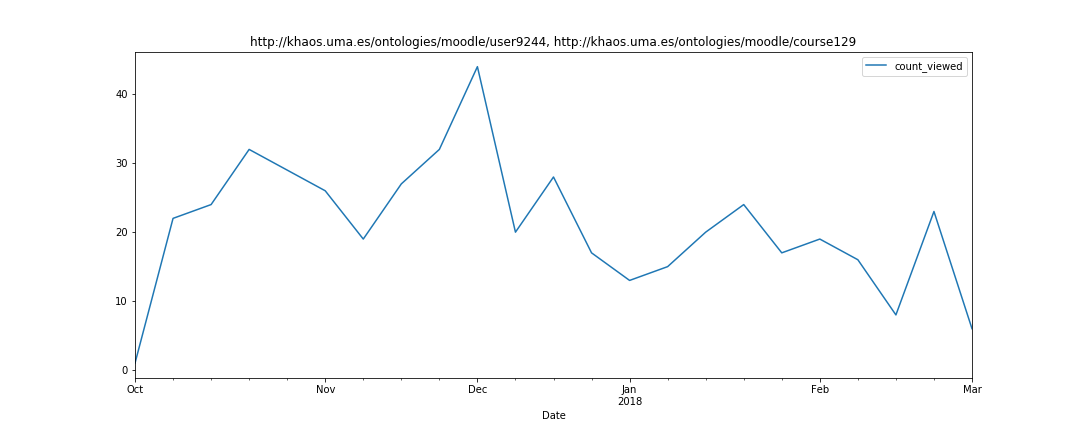 http://khaos.uma.es/ontologies/moodle/user9244, http://khaos.uma.es/ontologies/moodle/course129
count_viewed
40
30
20
10
0
Oct Nov Dec Jan Feb Mar
2018
Date